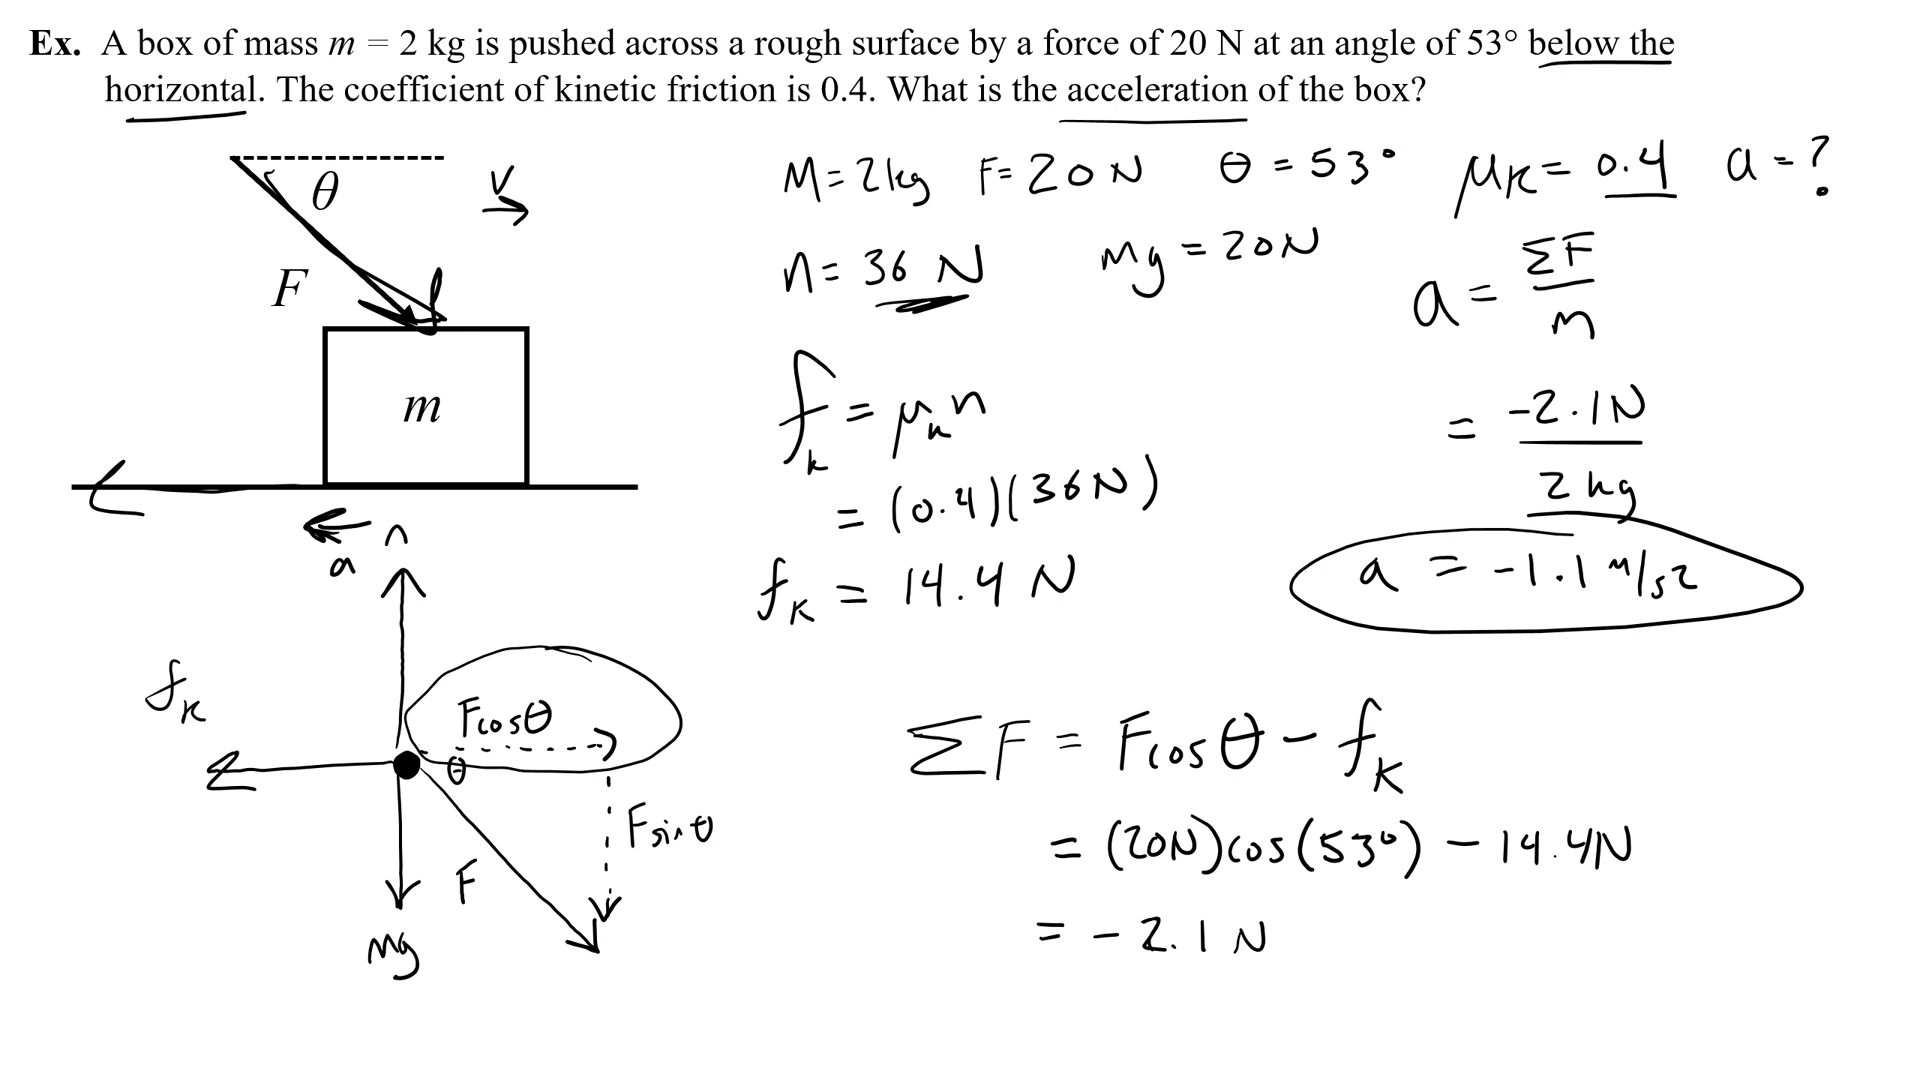 Ex. A box of mass m = 2 kg is pushed across a rough surface by a force of 20 N at an angle of 53° below the
horizontal. The coefficient of kinetic friction is 0.4. What is the acceleration of the box?
θ
v
F
m
a
M = 2kg F = 20 N θ = 53° μK = 0.4 a = ?
n = 36 N mg = 20N
fk = μkn
= (0.4)(36N)
fK = 14.4 N
a = ΣF/m
= -2.1N/2kg
a = -1.1 m/s2
n
fK
Fcosθ
θ
Fsinθ
F
mg
ΣF = Fcosθ - fK
= (20N)cos(53°) - 14.4N
= -2.1 N